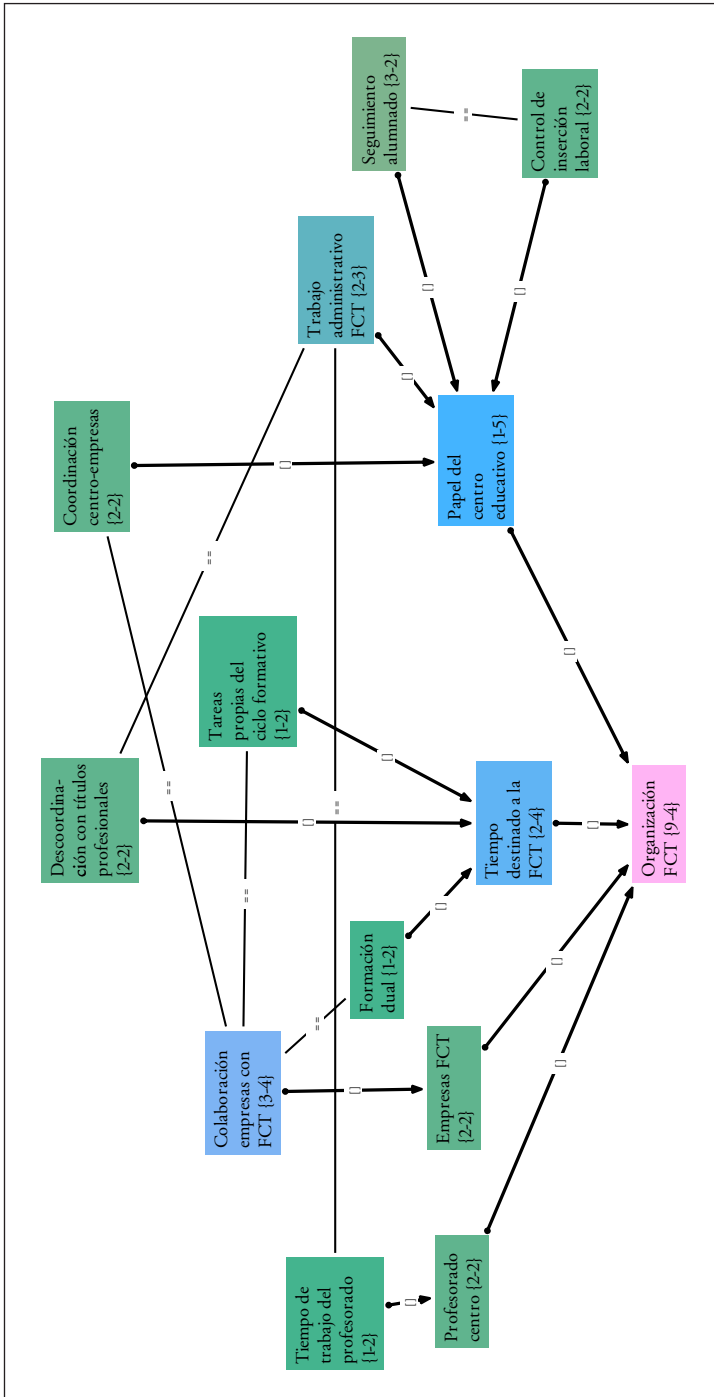 Descoordina-
ción con títulos
profesionales
{2-2}
Coordinación
centro-empresas
{2-2}
Colaboración
empresas con
FCT {3-4}
Tareas
propias del
ciclo formativo
{1-2}
Tiempo de
trabajo del
profesorado
{1-2}
Formación
dual {1-2}
Trabajo
administrativo
FCT {2-3}
Seguimiento
alumnado {3-2}
Profesorado
centro {2-2}
Empresas FCT
{2-2}
Tiempo
destinado a la
FCT {2-4}
Papel del
centro
educativo {1-5}
Control de
inserción
laboral {2-2}
Organización
FCT {9-4}
==
==
==
==
==
==
[]
[]
[]
[]
[]
[]
[]
[]
[]
[]
[]
[]
[]